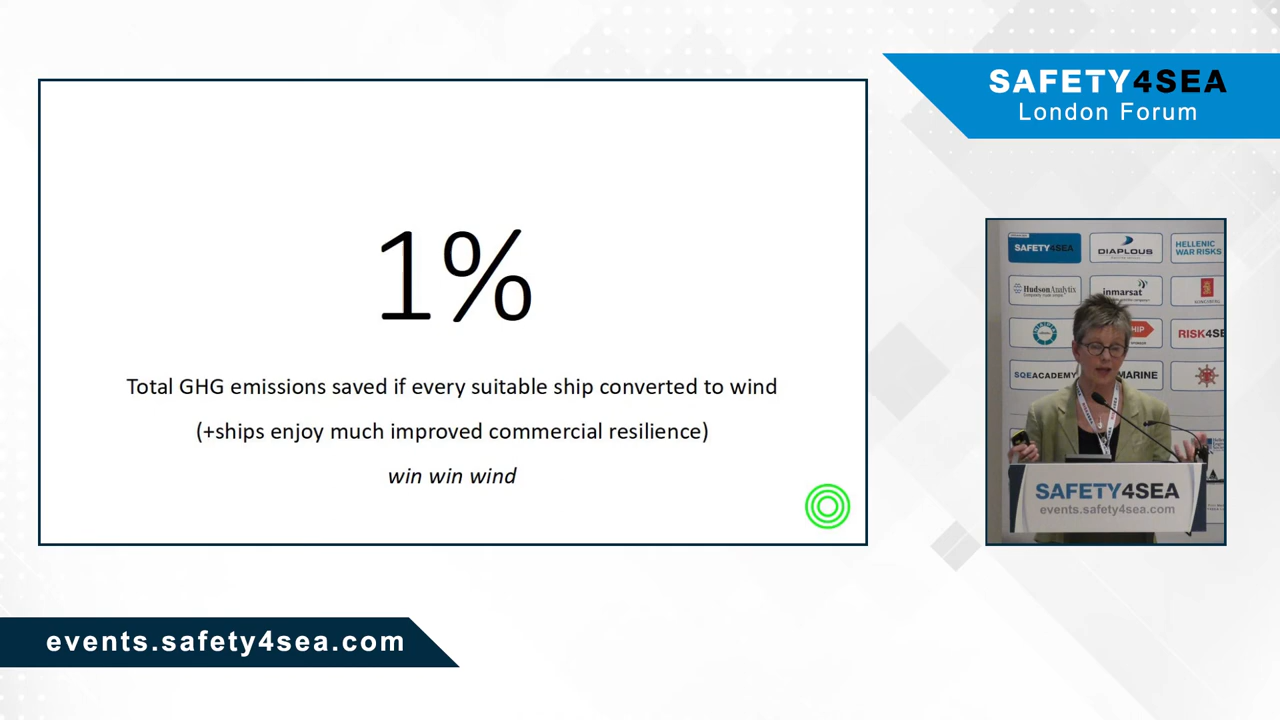 SAFETY4SEA
London Forum
1%
Total GHG emissions saved if every suitable ship converted to wind
(+ships enjoy much improved commercial resilience)
win win wind
SAFETY4SEA
DIAPLOUS
HELLENIC
WAR RISKS
HudsonAnalytix
inmarsat
RISK4SE
SQEACADEMY
MARINE
SAFETY4SEA
events.safety4sea.com
events.safety4sea.com